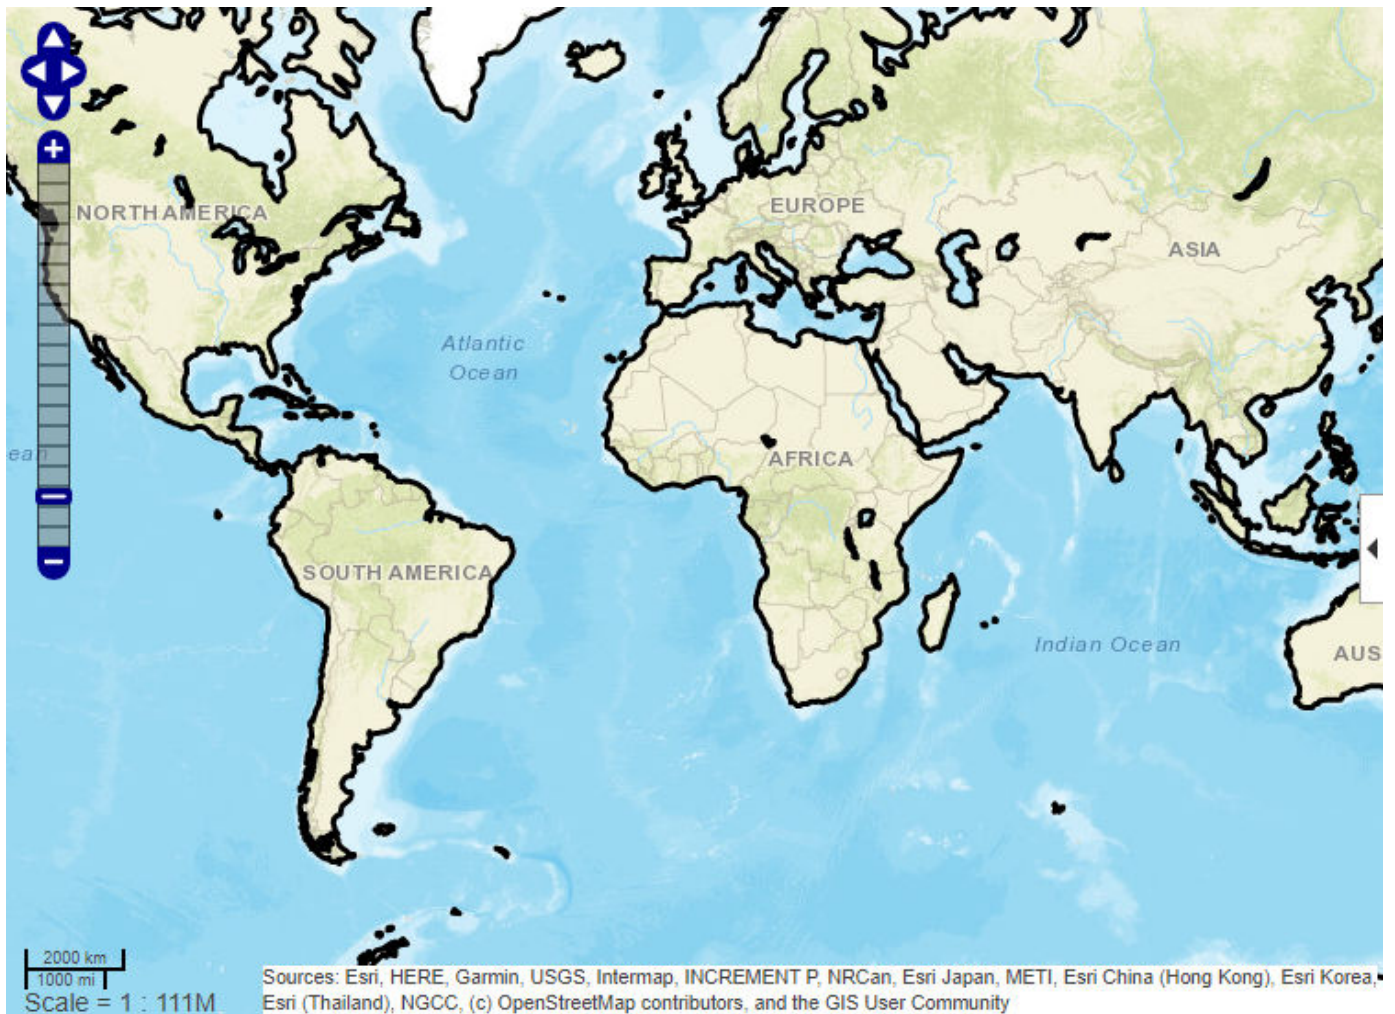 NORTH AMERICA
EUROPE
ASIA
Atlantic
Ocean
ean
AFRICA
SOUTH AMERICA
Indian Ocean
AUS
2000 km
1000 mi
Scale = 1 : 111M
Sources: Esri, HERE, Garmin, USGS, Intermap, INCREMENT P, NRCan, Esri Japan, METI, Esri China (Hong Kong), Esri Korea,
Esri (Thailand), NGCC, (c) OpenStreetMap contributors, and the GIS User Community